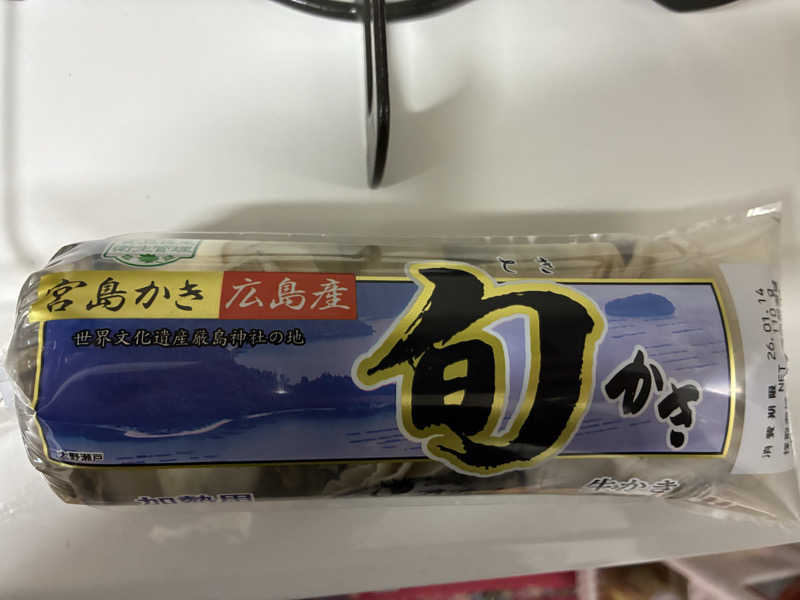 宮島かき 広島産
世界文化遺産厳島神社の地
とき
旬
かき
大野瀬戸
加熱用
生かき
消費期限 26.01.14
NET